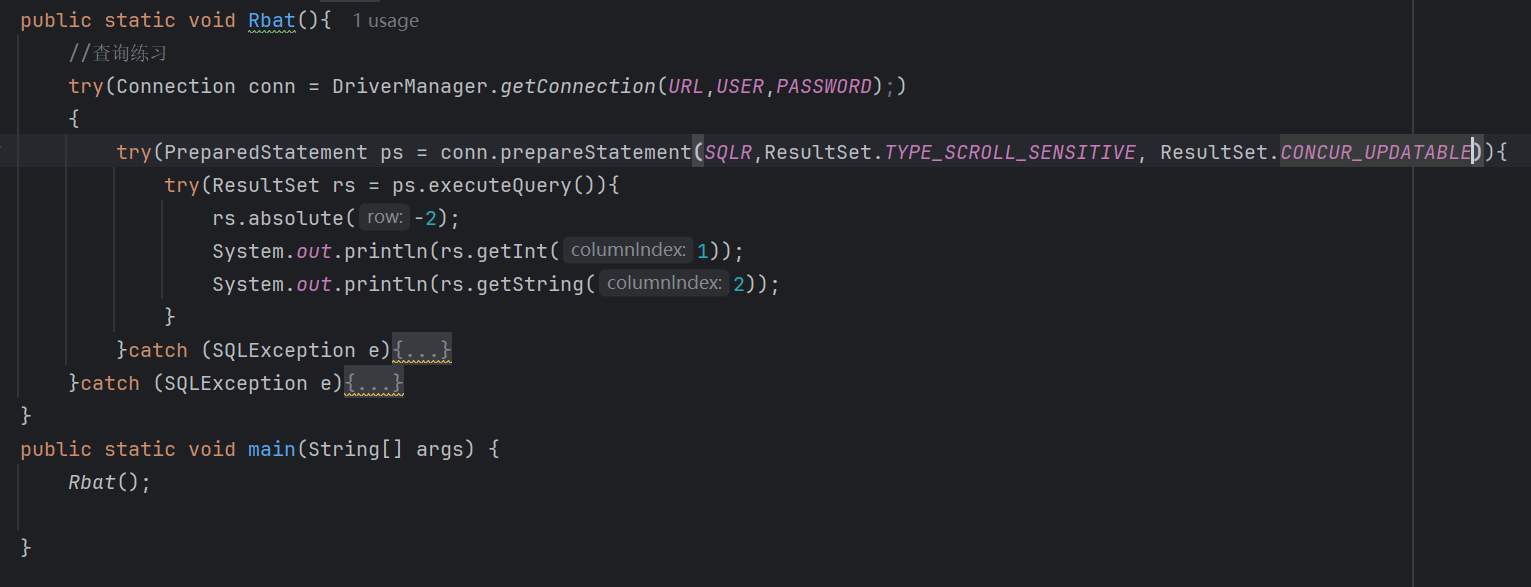 public static void Rbat(){ 1 usage
//查询练习
try(Connection conn = DriverManager.getConnection(URL,USER,PASSWORD);)
{
try(PreparedStatement ps = conn.prepareStatement(SQLR,ResultSet.TYPE_SCROLL_SENSITIVE, ResultSet.CONCUR_UPDATABLE)){
try(ResultSet rs = ps.executeQuery()){
rs.absolute( row: -2);
System.out.println(rs.getInt( columnIndex: 1));
System.out.println(rs.getString( columnIndex: 2));
}
}catch (SQLException e){...}
}catch (SQLException e){...}
}
public static void main(String[] args) {
Rbat();
}